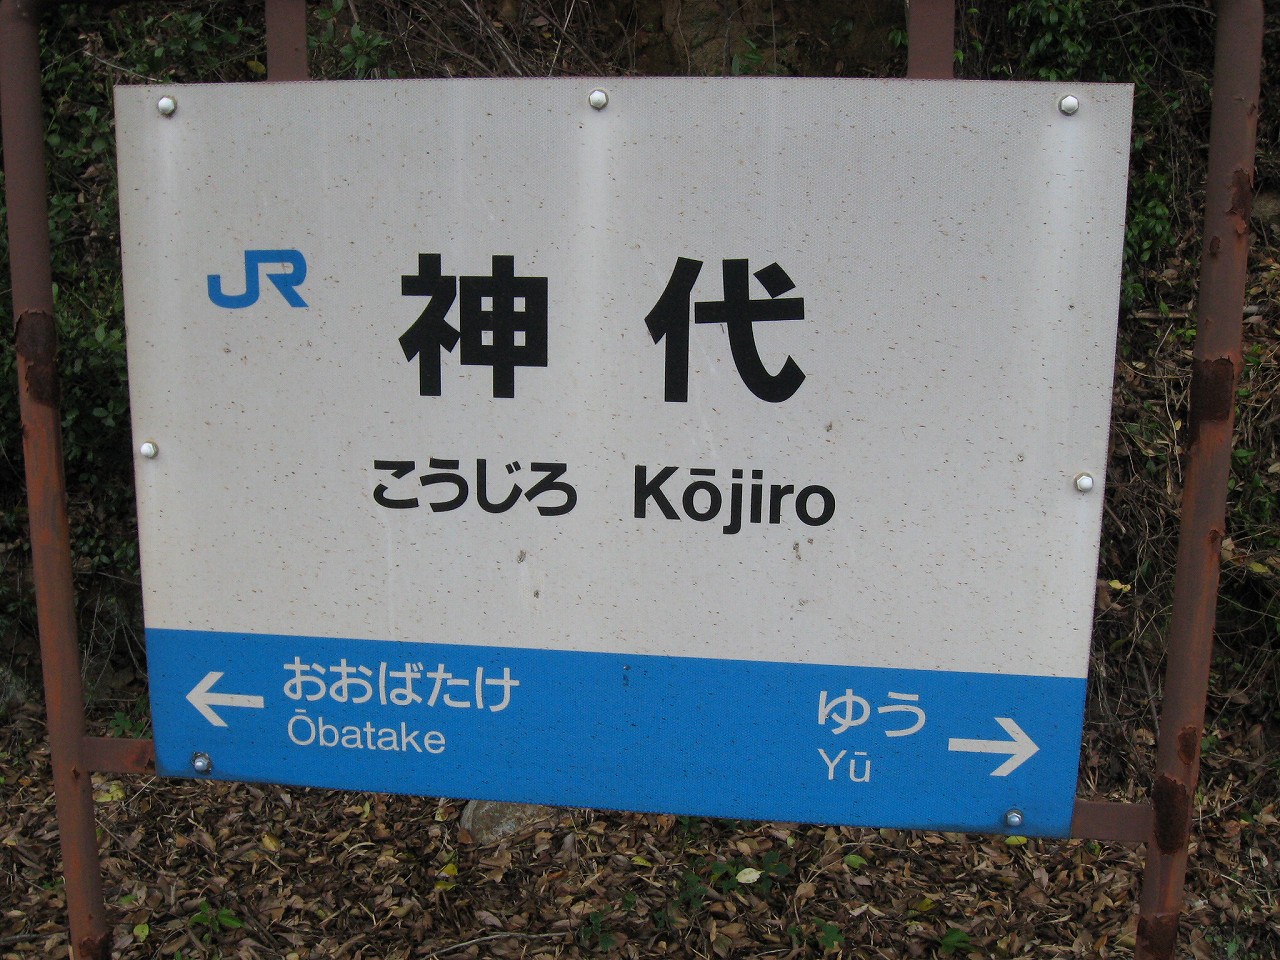 JR 神代
こうじろ Kōjiro
← おおばたけ
Ōbatake
ゆう →
Yū